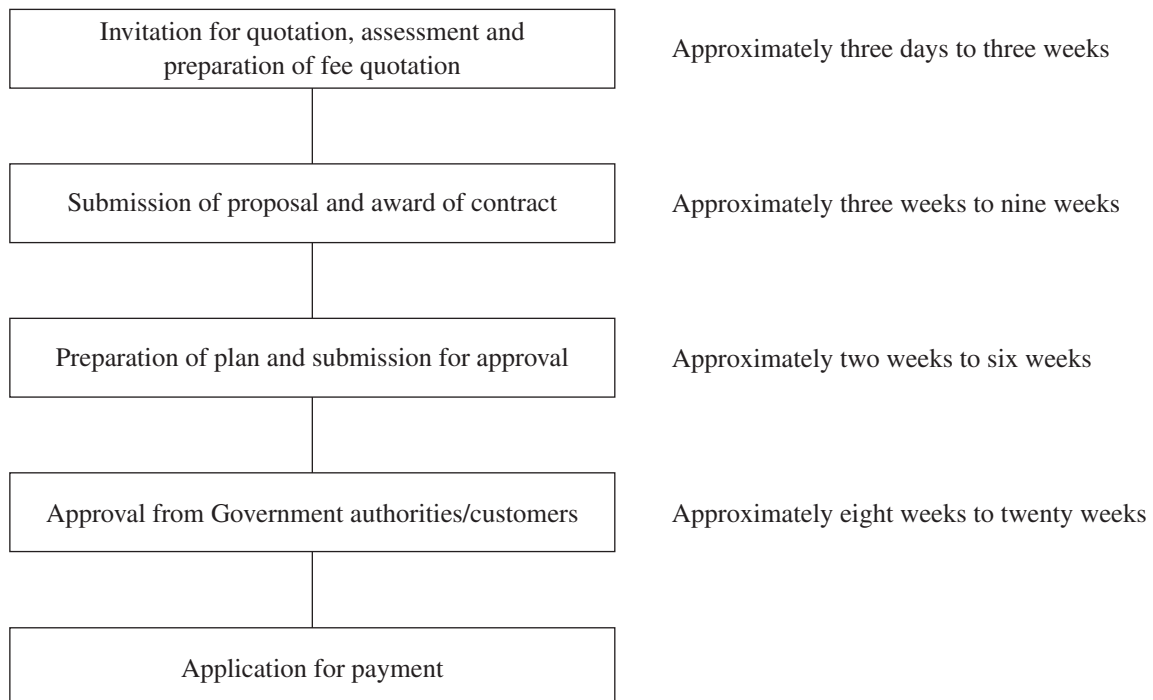 Invitation for quotation, assessment and
preparation of fee quotation
Approximately three days to three weeks
Submission of proposal and award of contract
Approximately three weeks to nine weeks
Preparation of plan and submission for approval
Approximately two weeks to six weeks
Approval from Government authorities/customers
Approximately eight weeks to twenty weeks
Application for payment